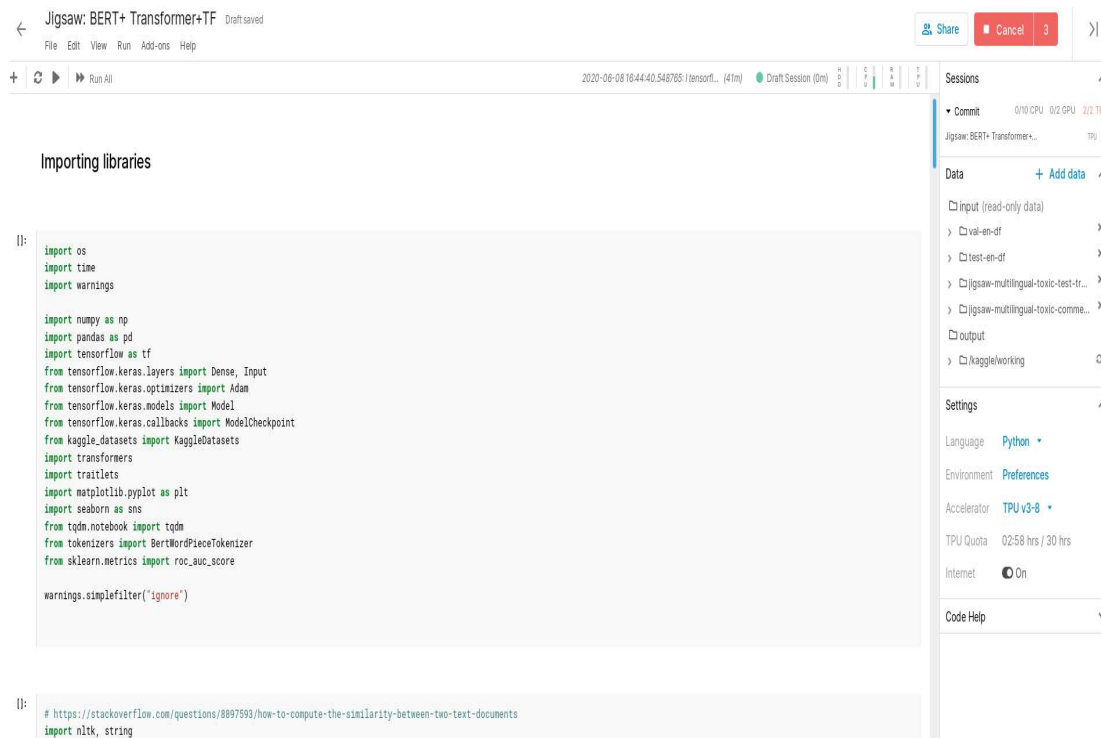 Jigsaw: BERT+ Transformer+TF Draft saved
File Edit View Run Add-ons Help
Share
Cancel 3
Run All
2020-06-08 16:44:40.548765: I tensorfl... (41m)
Draft Session (0m)
HDD
CPU
RAM
TPU
Importing libraries
[]:
import os
import time
import warnings
import numpy as np
import pandas as pd
import tensorflow as tf
from tensorflow.keras.layers import Dense, Input
from tensorflow.keras.optimizers import Adam
from tensorflow.keras.models import Model
from tensorflow.keras.callbacks import ModelCheckpoint
from kaggle_datasets import KaggleDatasets
import transformers
import traitlets
import matplotlib.pyplot as plt
import seaborn as sns
from tqdm.notebook import tqdm
from tokenizers import BertWordPieceTokenizer
from sklearn.metrics import roc_auc_score
warnings.simplefilter("ignore")
[]:
# https://stackoverflow.com/questions/8897593/how-to-compute-the-similarity-between-two-text-documents
import nltk, string
Sessions
Commit 0/10 CPU 0/2 GPU 2/2
Jigsaw: BERT+ Transformer+... TPU
Data + Add data
input (read-only data)
val-en-df
test-en-df
jigsaw-multilingual-toxic-test-tr...
jigsaw-multilingual-toxic-comme...
output
/kaggle/working
Settings
Language Python
Environment Preferences
Accelerator TPU v3-8
TPU Quota 02:58 hrs / 30 hrs
Internet On
Code Help